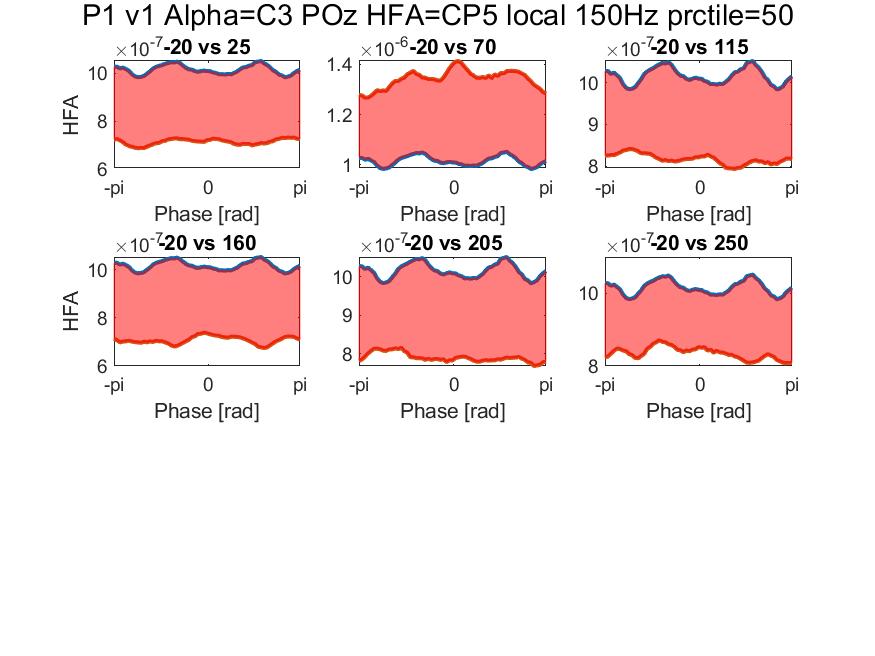 P1 v1 Alpha=C3 POz HFA=CP5 local 150Hz prctile=50
×10-7 -20 vs 25
×10-6 -20 vs 70
×10-7 -20 vs 115
10
8
6
HFA
-pi 0 pi
Phase [rad]
1.4
1.2
1
-pi 0 pi
Phase [rad]
10
9
8
-pi 0 pi
Phase [rad]
×10-7 -20 vs 160
×10-7 -20 vs 205
×10-7 -20 vs 250
10
8
6
HFA
-pi 0 pi
Phase [rad]
10
9
8
-pi 0 pi
Phase [rad]
10
8
-pi 0 pi
Phase [rad]